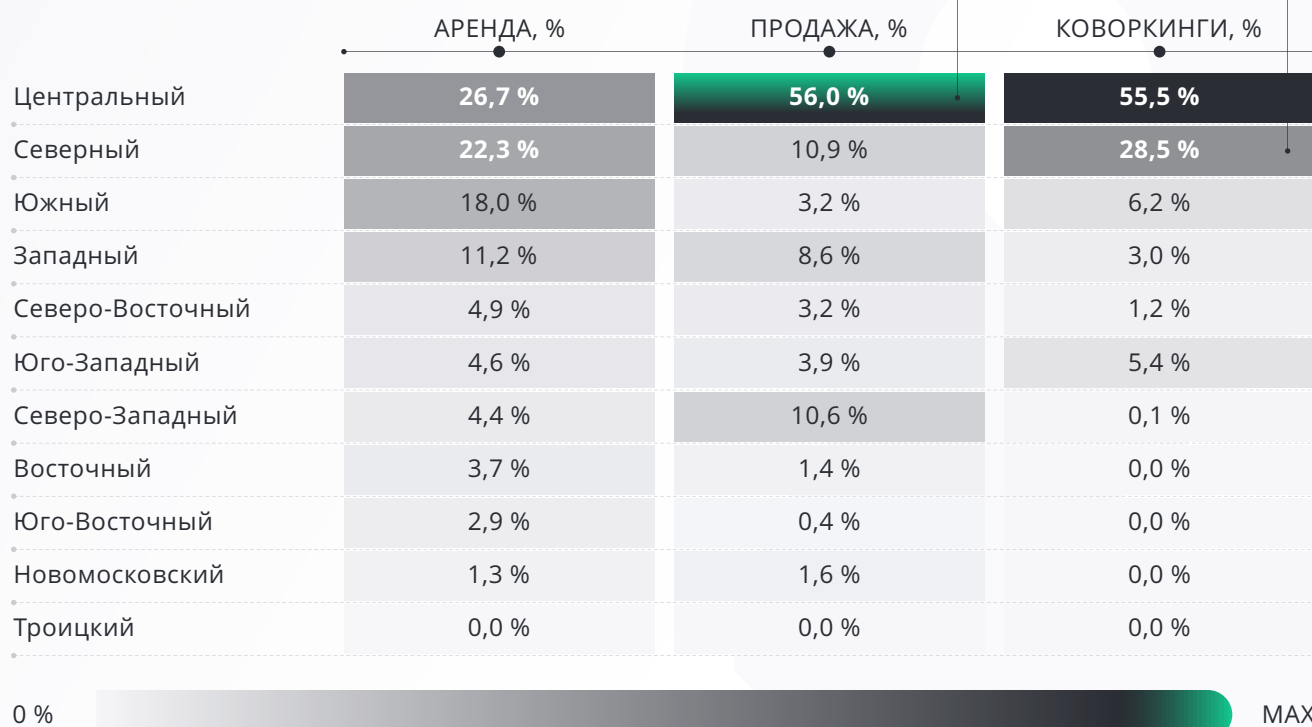 АРЕНДА, % ПРОДАЖА, % КОВОРКИНГИ, %
Центральный 26,7 % 56,0 % 55,5 %
Северный 22,3 % 10,9 % 28,5 %
Южный 18,0 % 3,2 % 6,2 %
Западный 11,2 % 8,6 % 3,0 %
Северо-Восточный 4,9 % 3,2 % 1,2 %
Юго-Западный 4,6 % 3,9 % 5,4 %
Северо-Западный 4,4 % 10,6 % 0,1 %
Восточный 3,7 % 1,4 % 0,0 %
Юго-Восточный 2,9 % 0,4 % 0,0 %
Новомосковский 1,3 % 1,6 % 0,0 %
Троицкий 0,0 % 0,0 % 0,0 %
0 % MAX